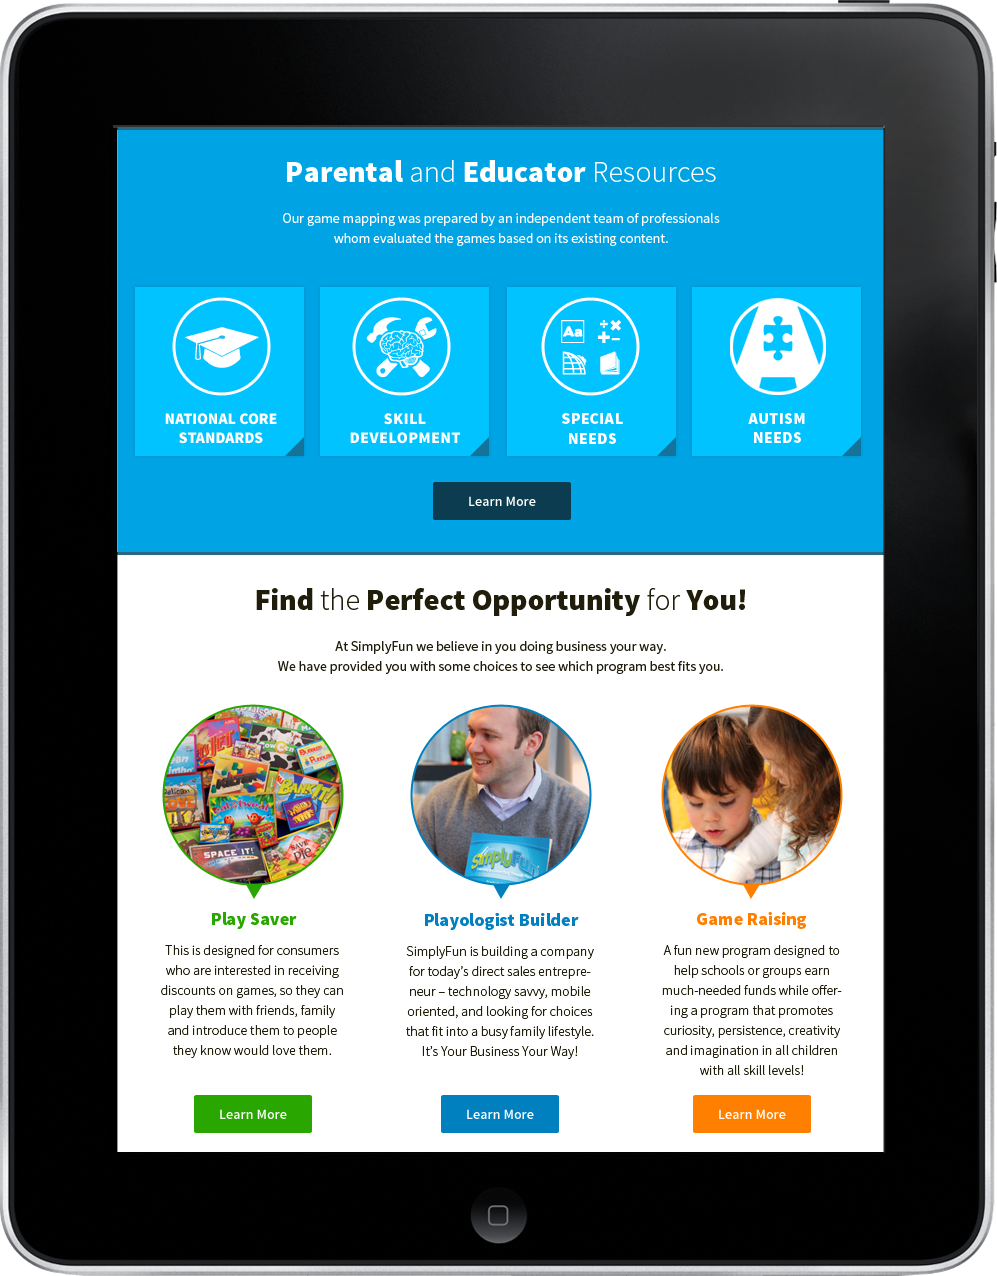 Parental and Educator Resources
Our game mapping was prepared by an independent team of professionals
whom evaluated the games based on its existing content.
Aa
NATIONAL CORE
STANDARDS
SKILL
DEVELOPMENT
SPECIAL
NEEDS
AUTISM
NEEDS
Learn More
Find the Perfect Opportunity for You!
At SimplyFun we believe in you doing business your way.
We have provided you with some choices to see which program best fits you.
SPACE IT!
SAVE
Pie
SimplyFun
Play Saver
This is designed for consumers
who are interested in receiving
discounts on games, so they can
play them with friends, family
and introduce them to people
they know would love them.
Learn More
Playologist Builder
SimplyFun is building a company
for today's direct sales entrepre-
neur – technology savvy, mobile
oriented, and looking for choices
that fit into a busy family lifestyle.
It's Your Business Your Way!
Learn More
Game Raising
A fun new program designed to
help schools or groups earn
much-needed funds while offer-
ing a program that promotes
curiosity, persistence, creativity
and imagination in all children
with all skill levels!
Learn More